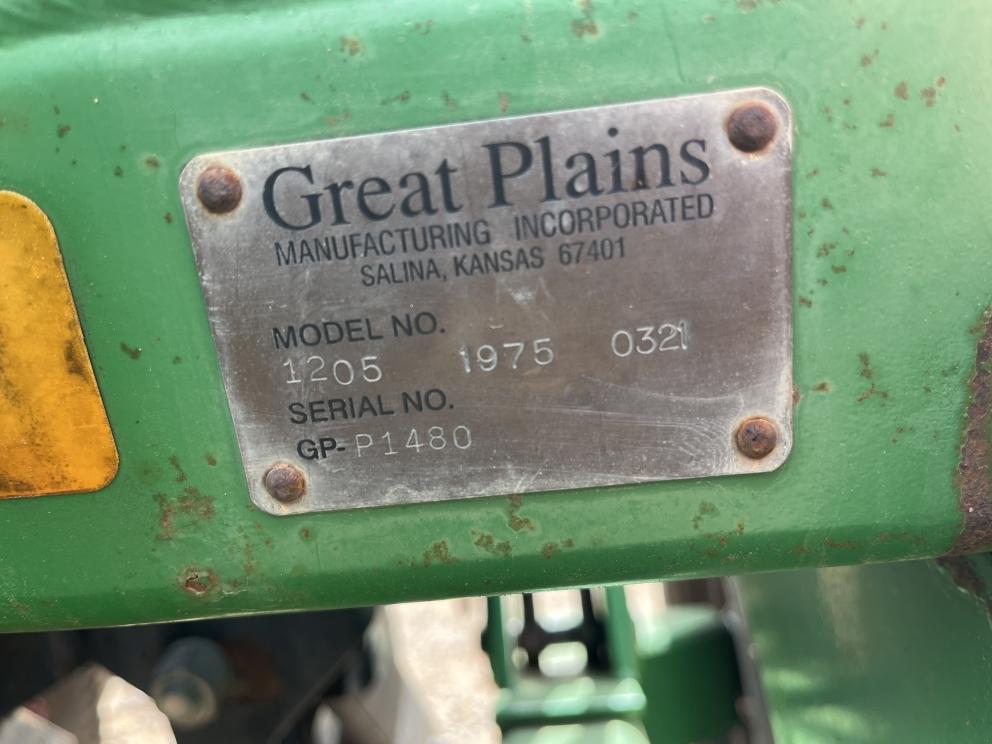 Great Plains
MANUFACTURING INCORPORATED
SALINA, KANSAS 67401
MODEL NO.
1205 1975 0321
SERIAL NO.
GP-P1480